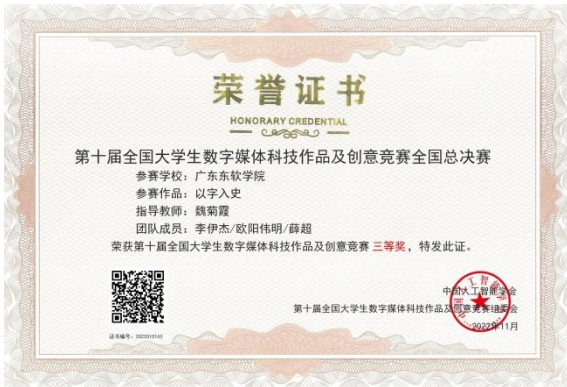 荣誉证书
HONORARY CREDENTIAL
第十届全国大学生数字媒体科技作品及创意竞赛全国总决赛
参赛学校：广东东软学院
参赛作品：以字入史
指导教师：魏菊霞
团队成员：李伊杰/欧阳伟明/薛超
荣获第十届全国大学生数字媒体科技作品及创意竞赛 三等奖，特发此证。
中国人工智能学会
第十届全国大学生数字媒体科技作品及创意竞赛组委会
2022年11月
证书编号：2022010143